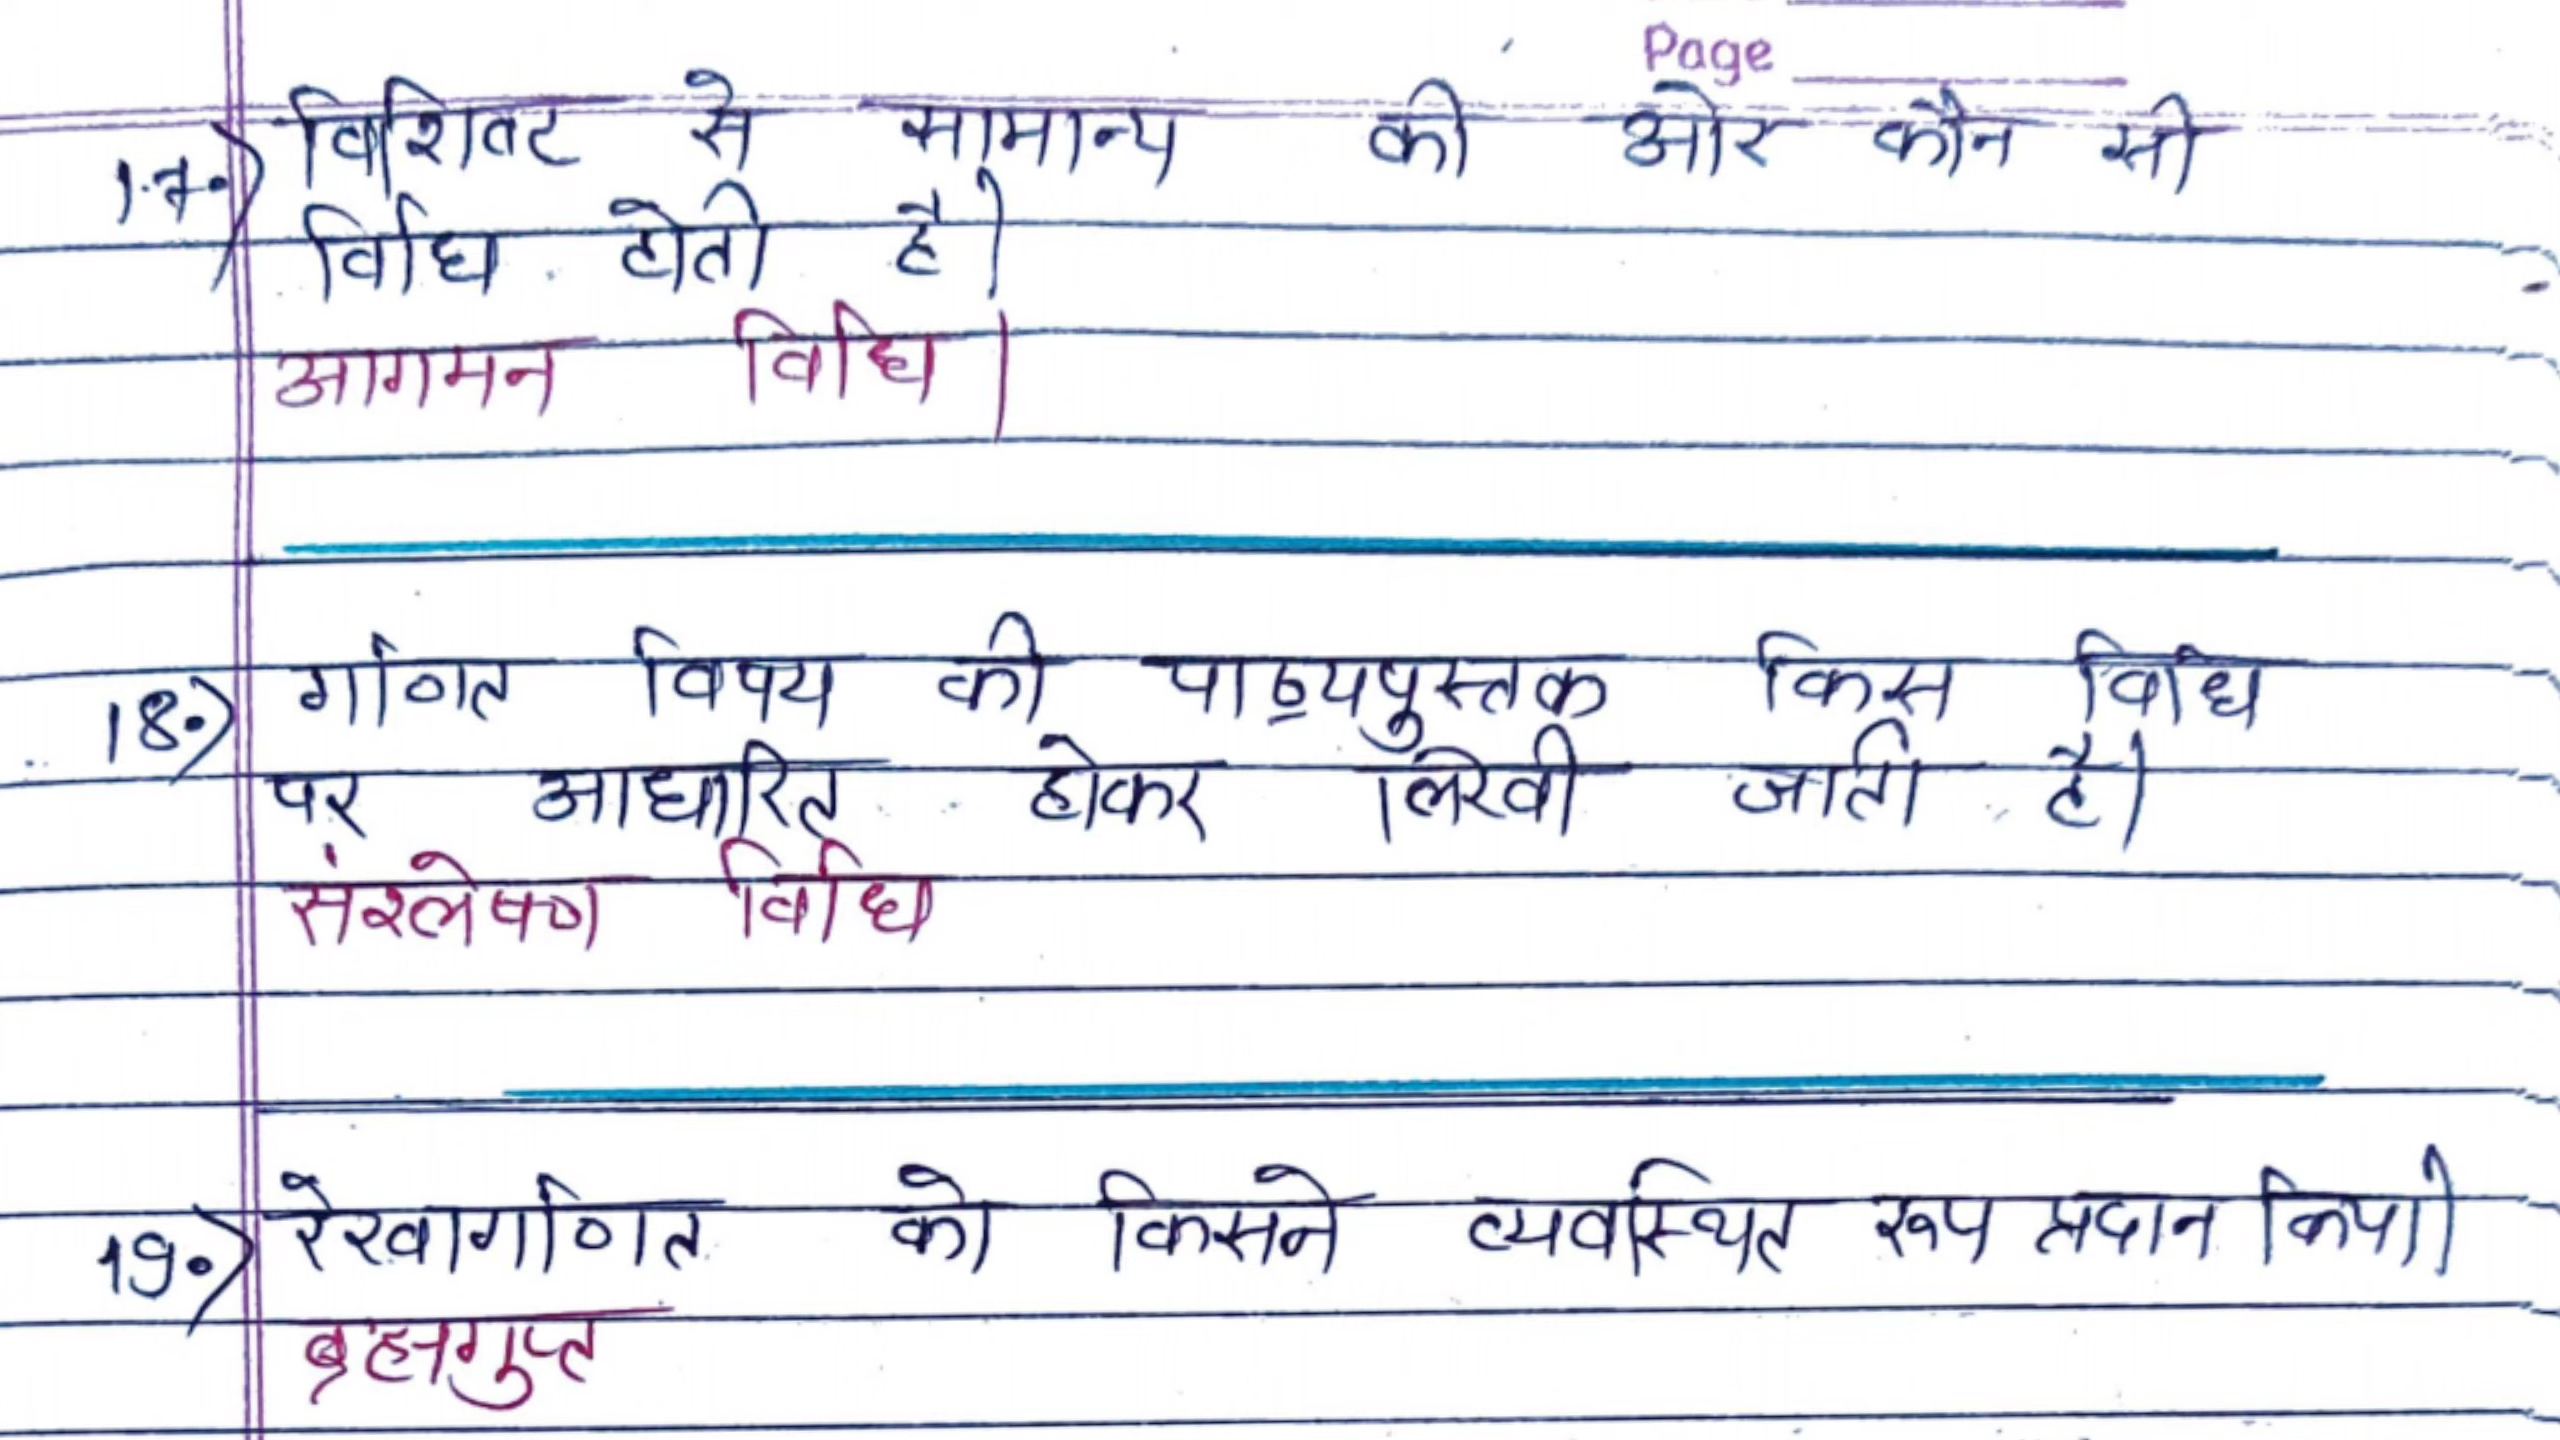 Page
17.) विशिष्ट से सामान्य की ओर कौन सी
विधि होती है।
आगमन विधि।
18.) गणित विषय की पाठ्यपुस्तक किस विधि
पर आधारित होकर लिखी जाती है।
संश्लेषण विधि
19.) रेखागणित को किसने व्यवस्थित रूप प्रदान किया।
ब्रह्मगुप्त